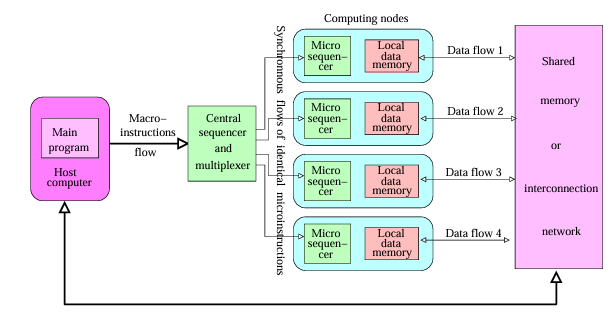 Computing nodes
Synchronnous flows of identical microinstructions
Micro
sequen–
cer
Local
data
memory
Data flow 1
Micro
sequen–
cer
Local
data
memory
Data flow 2
Micro
sequen–
cer
Local
data
memory
Data flow 3
Micro
sequen–
cer
Local
data
memory
Data flow 4
Shared
memory
or
interconnection
network
Main
program
Host
computer
Macro–
instructions
flow
Central
sequencer
and
multiplexer